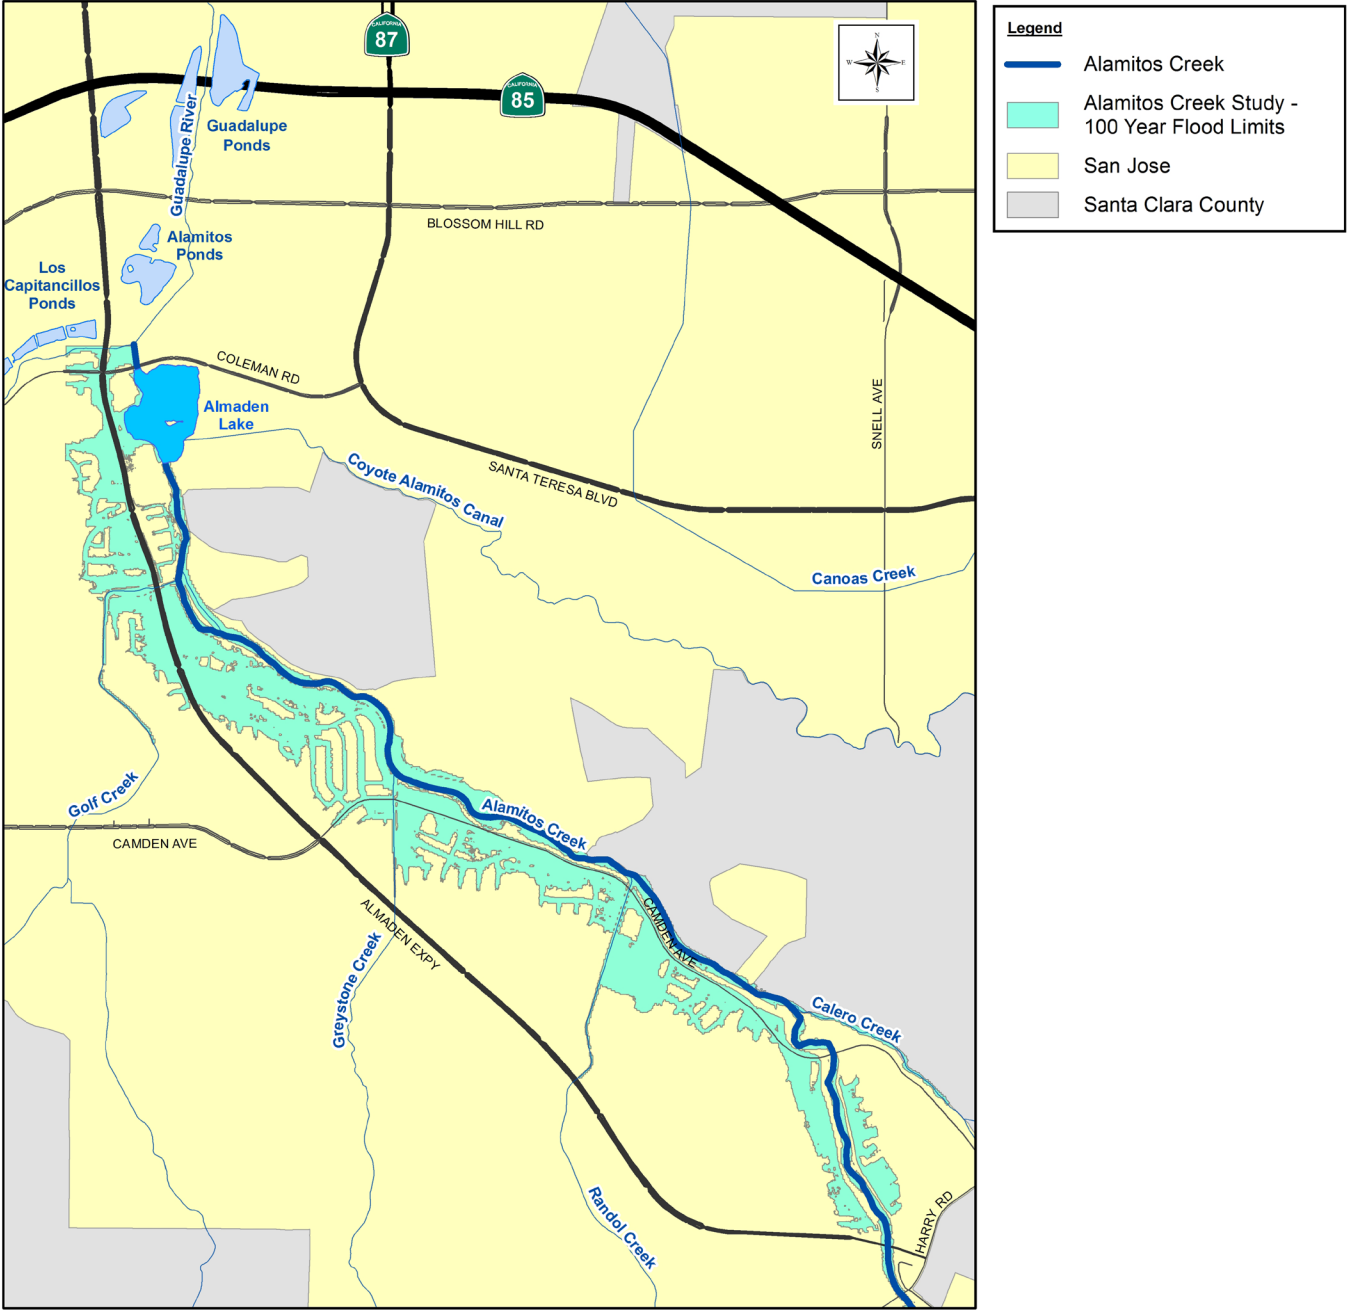 CALIFORNIA
87
CALIFORNIA
85
N
W
E
S
Guadalupe River
Guadalupe
Ponds
BLOSSOM HILL RD
Alamitos
Ponds
Los
Capitancillos
Ponds
COLEMAN RD
Almaden
Lake
SNELL AVE
Coyote Alamitos Canal
SANTA TERESA BLVD
Canoas Creek
Golf Creek
Alamitos Creek
CAMDEN AVE
ALMADEN EXPY
CAMDEN AVE
Greystone Creek
Calero Creek
Randol Creek
HARRY RD
Legend
Alamitos Creek
Alamitos Creek Study -
100 Year Flood Limits
San Jose
Santa Clara County